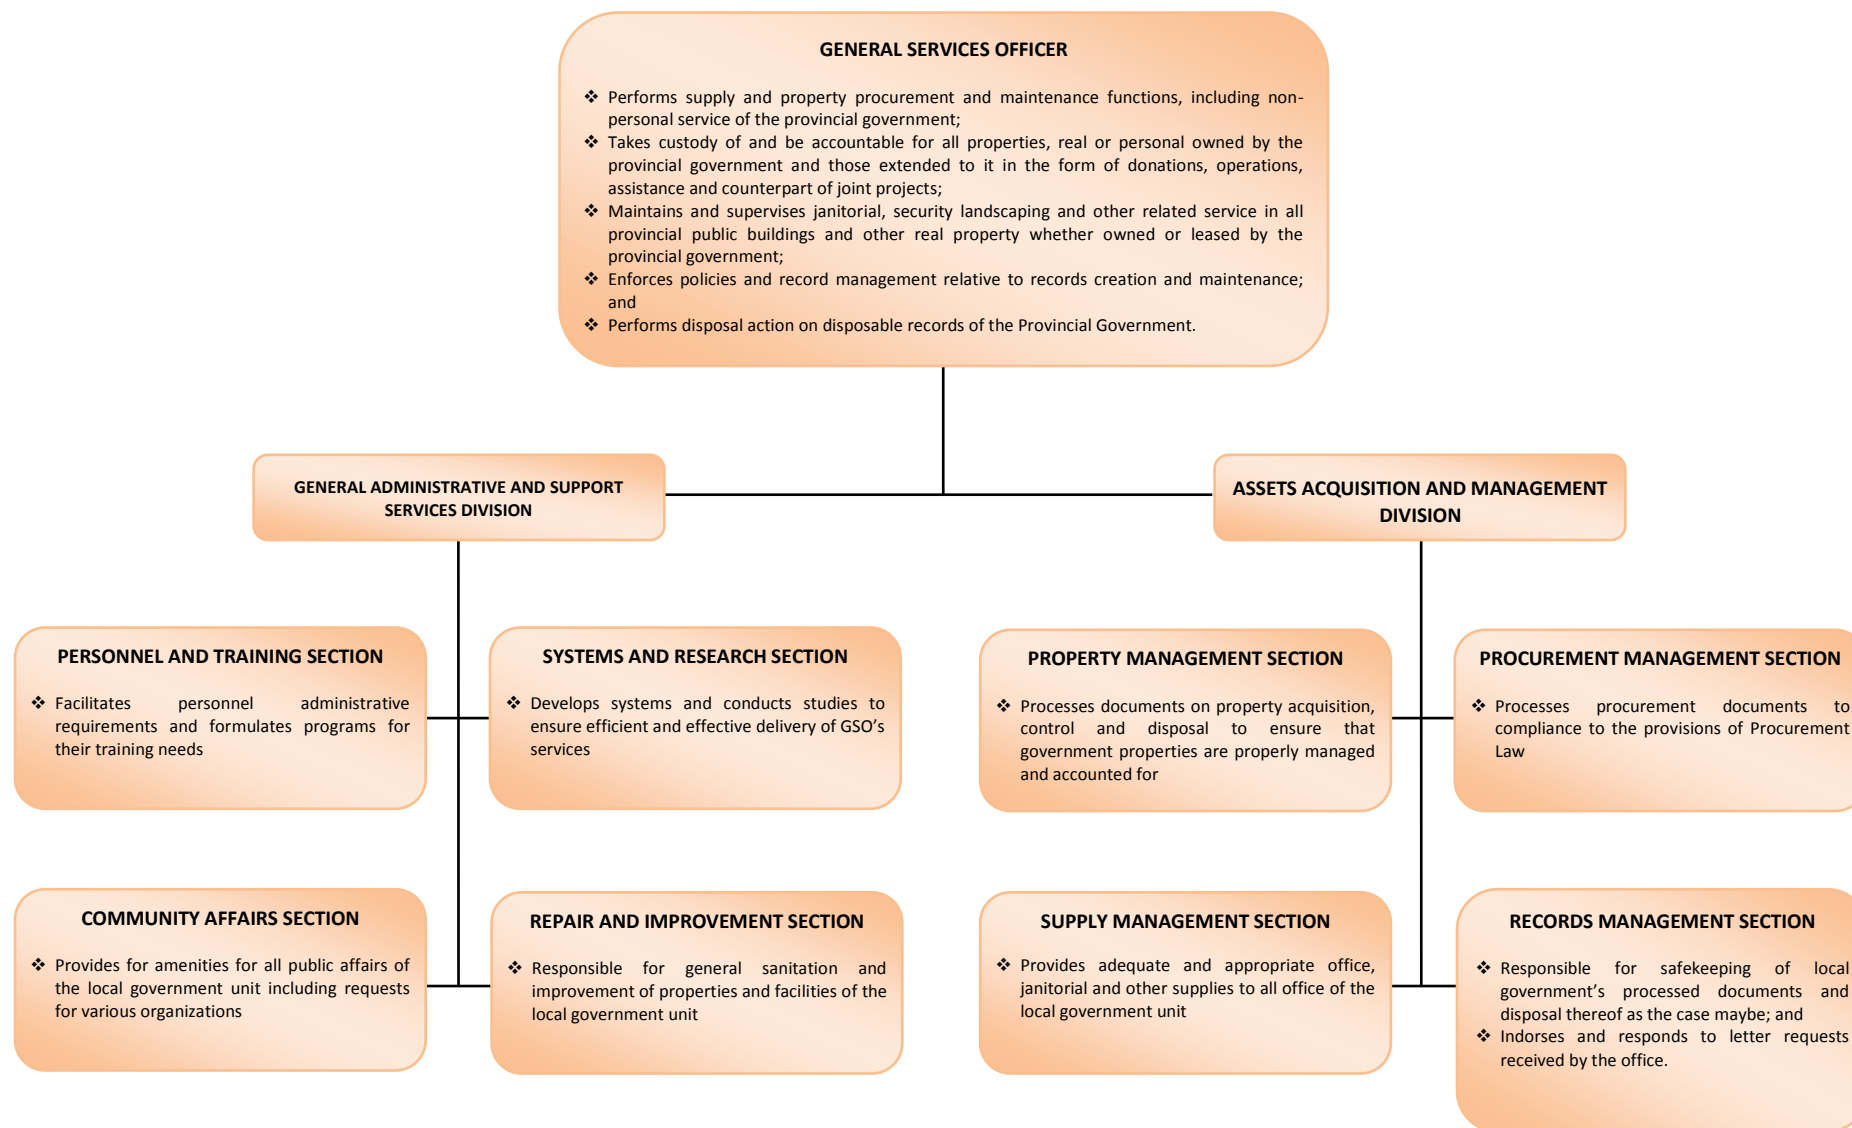 GENERAL SERVICES OFFICER
❖ Performs supply and property procurement and maintenance functions, including non-
personal service of the provincial government;
❖ Takes custody of and be accountable for all properties, real or personal owned by the
provincial government and those extended to it in the form of donations, operations,
assistance and counterpart of joint projects;
❖ Maintains and supervises janitorial, security landscaping and other related service in all
provincial public buildings and other real property whether owned or leased by the
provincial government;
❖ Enforces policies and record management relative to records creation and maintenance;
and
❖ Performs disposal action on disposable records of the Provincial Government.
GENERAL ADMINISTRATIVE AND SUPPORT
SERVICES DIVISION
ASSETS ACQUISITION AND MANAGEMENT
DIVISION
PERSONNEL AND TRAINING SECTION
❖ Facilitates personnel administrative
requirements and formulates programs for
their training needs
SYSTEMS AND RESEARCH SECTION
❖ Develops systems and conducts studies to
ensure efficient and effective delivery of GSO's
services
PROPERTY MANAGEMENT SECTION
❖ Processes documents on property acquisition,
control and disposal to ensure that
government properties are properly managed
and accounted for
PROCUREMENT MANAGEMENT SECTION
❖ Processes procurement documents to
compliance to the provisions of Procurement
Law
COMMUNITY AFFAIRS SECTION
❖ Provides for amenities for all public affairs of
the local government unit including requests
for various organizations
REPAIR AND IMPROVEMENT SECTION
❖ Responsible for general sanitation and
improvement of properties and facilities of the
local government unit
SUPPLY MANAGEMENT SECTION
❖ Provides adequate and appropriate office,
janitorial and other supplies to all office of the
local government unit
RECORDS MANAGEMENT SECTION
❖ Responsible for safekeeping of local
government's processed documents and
disposal thereof as the case maybe; and
❖ Indorses and responds to letter requests
received by the office.